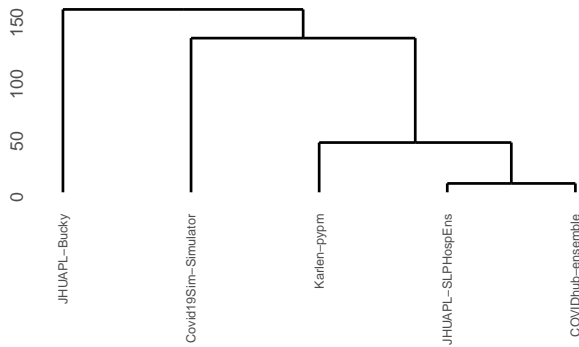 150
100
50
0
JHUAPL−Bucky
Covid19Sim−Simulator
Karlen−pypm
JHUAPL−SLPHospEns
COVIDhub−ensemble